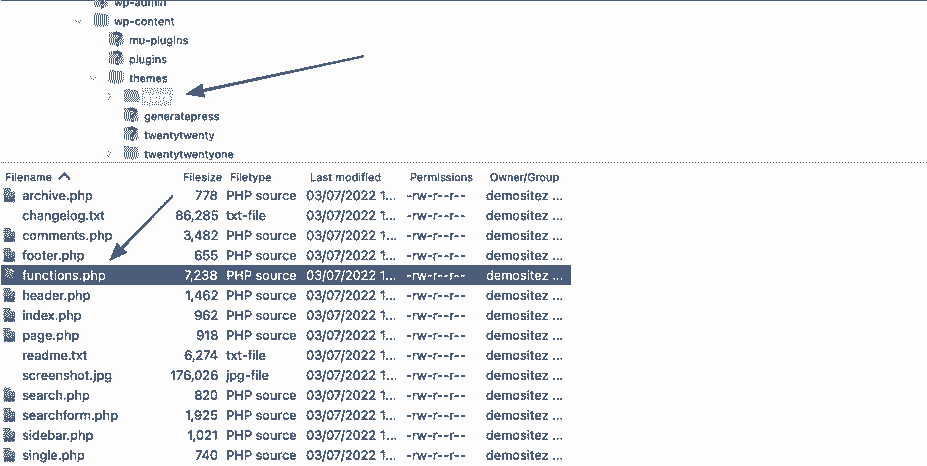 wp-admin
wp-content
mu-plugins
plugins
themes
generatepress
twentytwenty
twentytwentyone
Filename Filesize Filetype Last modified Permissions Owner/Group
archive.php 778 PHP source 03/07/2022 1... -rw-r--r-- demositez ...
changelog.txt 86,285 txt-file 03/07/2022 1... -rw-r--r-- demositez ...
comments.php 3,482 PHP source 03/07/2022 1... -rw-r--r-- demositez ...
footer.php 655 PHP source 03/07/2022 1... -rw-r--r-- demositez ...
functions.php 7,238 PHP source 03/07/2022 1... -rw-r--r-- demositez ...
header.php 1,462 PHP source 03/07/2022 1... -rw-r--r-- demositez ...
index.php 962 PHP source 03/07/2022 1... -rw-r--r-- demositez ...
page.php 918 PHP source 03/07/2022 1... -rw-r--r-- demositez ...
readme.txt 6,274 txt-file 03/07/2022 1... -rw-r--r-- demositez ...
screenshot.jpg 176,026 jpg-file 03/07/2022 1... -rw-r--r-- demositez ...
search.php 820 PHP source 03/07/2022 1... -rw-r--r-- demositez ...
searchform.php 1,925 PHP source 03/07/2022 1... -rw-r--r-- demositez ...
sidebar.php 1,021 PHP source 03/07/2022 1... -rw-r--r-- demositez ...
single.php 740 PHP source 03/07/2022 1... -rw-r--r-- demositez ...